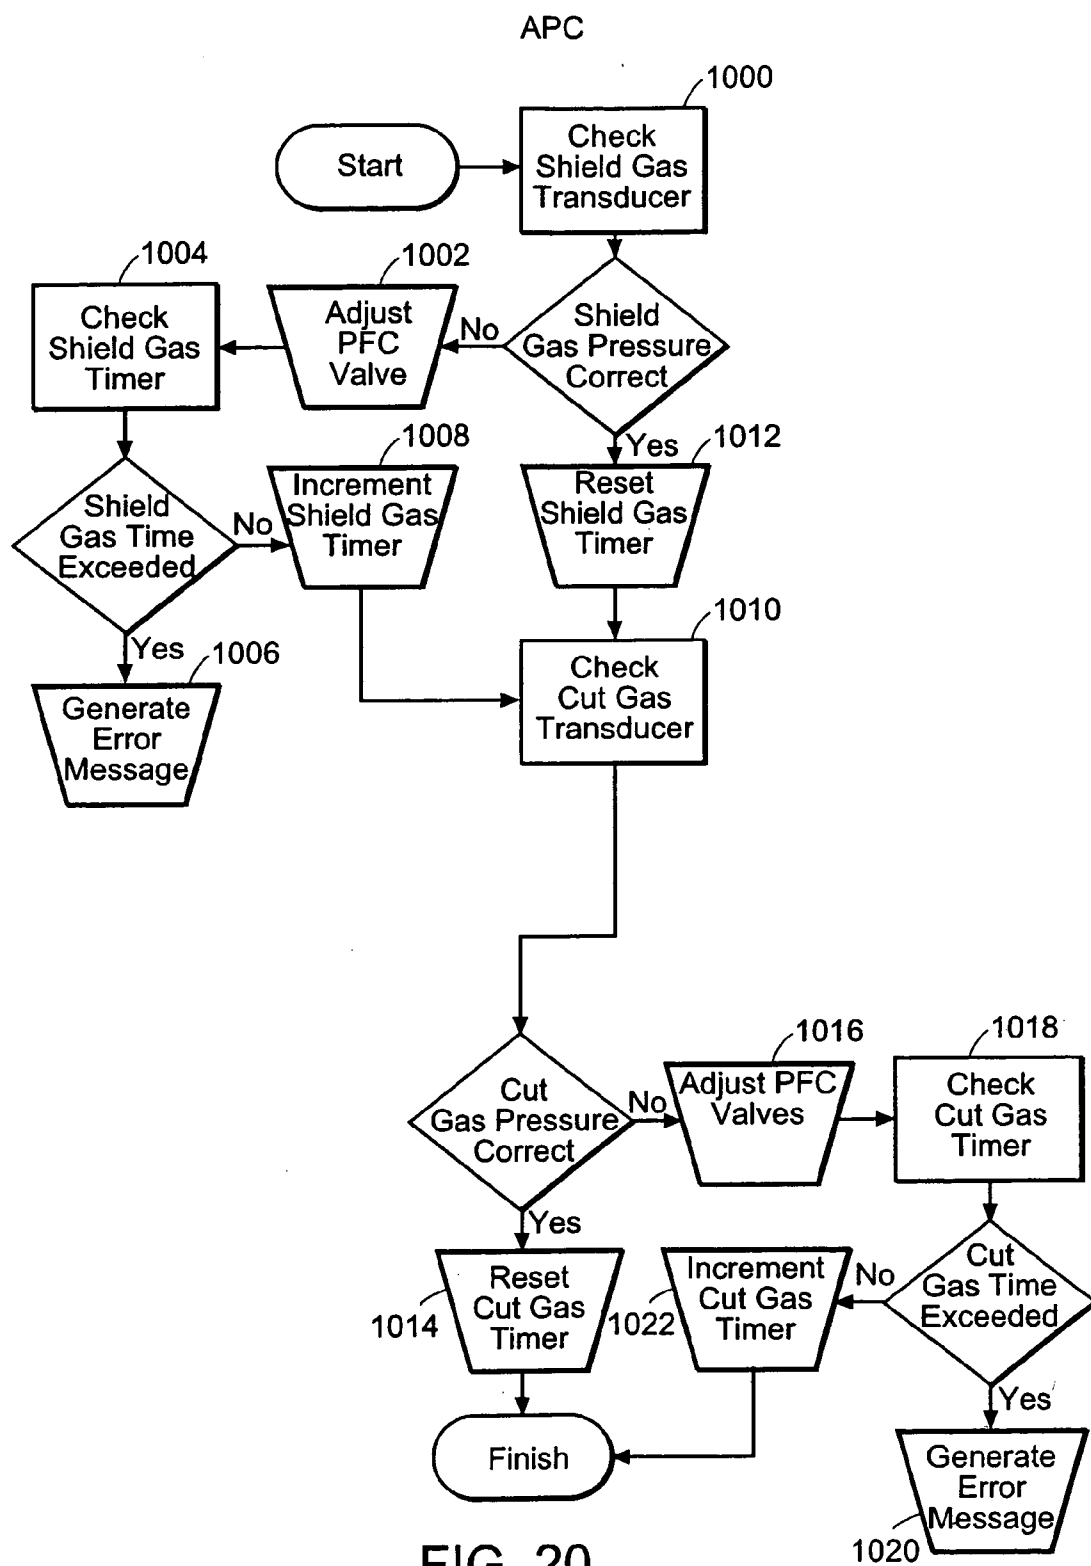 APC
1000
Start
Check
Shield Gas
Transducer
1004
1002
Check
Shield Gas
Timer
Adjust
PFC
Valve
No
Shield
Gas Pressure
Correct
Yes
1008
1012
Shield
Gas Time
Exceeded
No
Increment
Shield Gas
Timer
Reset
Shield Gas
Timer
Yes
1006
1010
Generate
Error
Message
Check
Cut Gas
Transducer
1016
1018
Cut
Gas Pressure
Correct
No
Adjust PFC
Valves
Check
Cut Gas
Timer
Yes
1014
Reset
Cut Gas
Timer
1022
Increment
Cut Gas
Timer
No
Cut
Gas Time
Exceeded
Yes
Finish
Generate
Error
Message
1020
FIG. 20